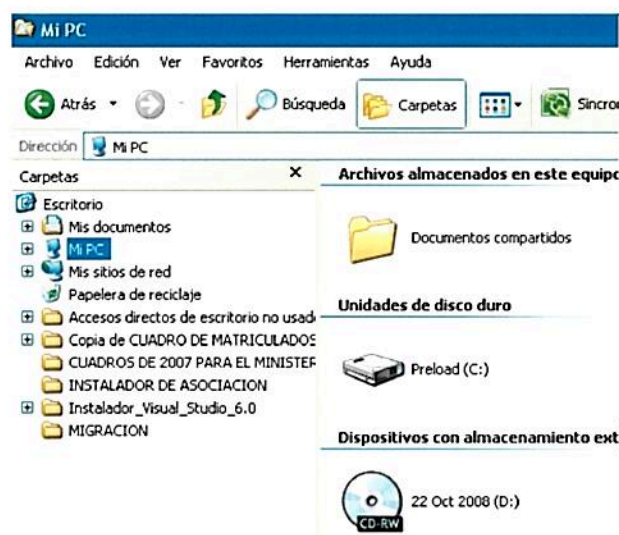 Mi PC
Archivo Edición Ver Favoritos Herramientas Ayuda
Atrás Búsqueda Carpetas Sincro
Dirección Mi PC
Carpetas
Escritorio
Mis documentos
Mi PC
Mis sitios de red
Papelera de reciclaje
Accesos directos de escritorio no usad
Copia de CUADRO DE MATRICULADOS
CUADROS DE 2007 PARA EL MINISTER
INSTALADOR DE ASOCIACION
Instalador_Visual_Studio_6.0
MIGRACION
Archivos almacenados en este equipo
Documentos compartidos
Unidades de disco duro
Preload (C:)
Dispositivos con almacenamiento ext
22 Oct 2008 (D:)
CD-RW